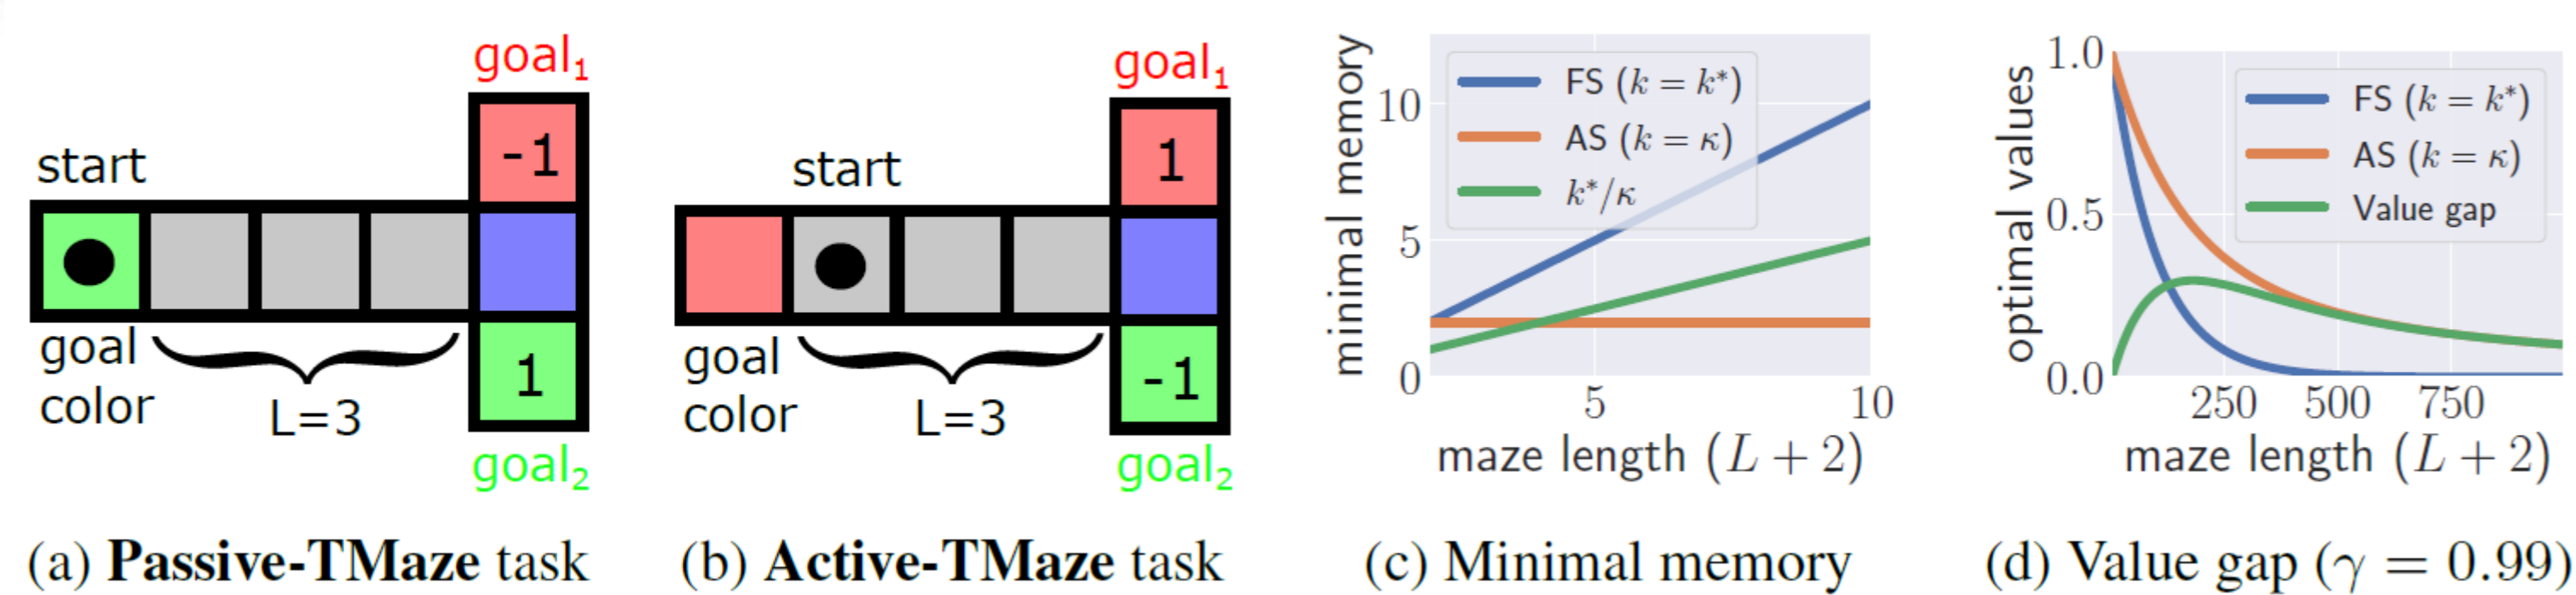 goal₁
-1
start
goal
color
L=3
1
goal₂
(a) Passive-TMaze task
goal₁
1
start
goal
color
L=3
-1
goal₂
(b) Active-TMaze task
minimal memory
10
5
0
FS (k = k*)
AS (k = κ)
k*/κ
5 10
maze length (L + 2)
(c) Minimal memory
optimal values
1.0
0.5
0.0
FS (k = k*)
AS (k = κ)
Value gap
250 500 750
maze length (L + 2)
(d) Value gap (γ = 0.99)